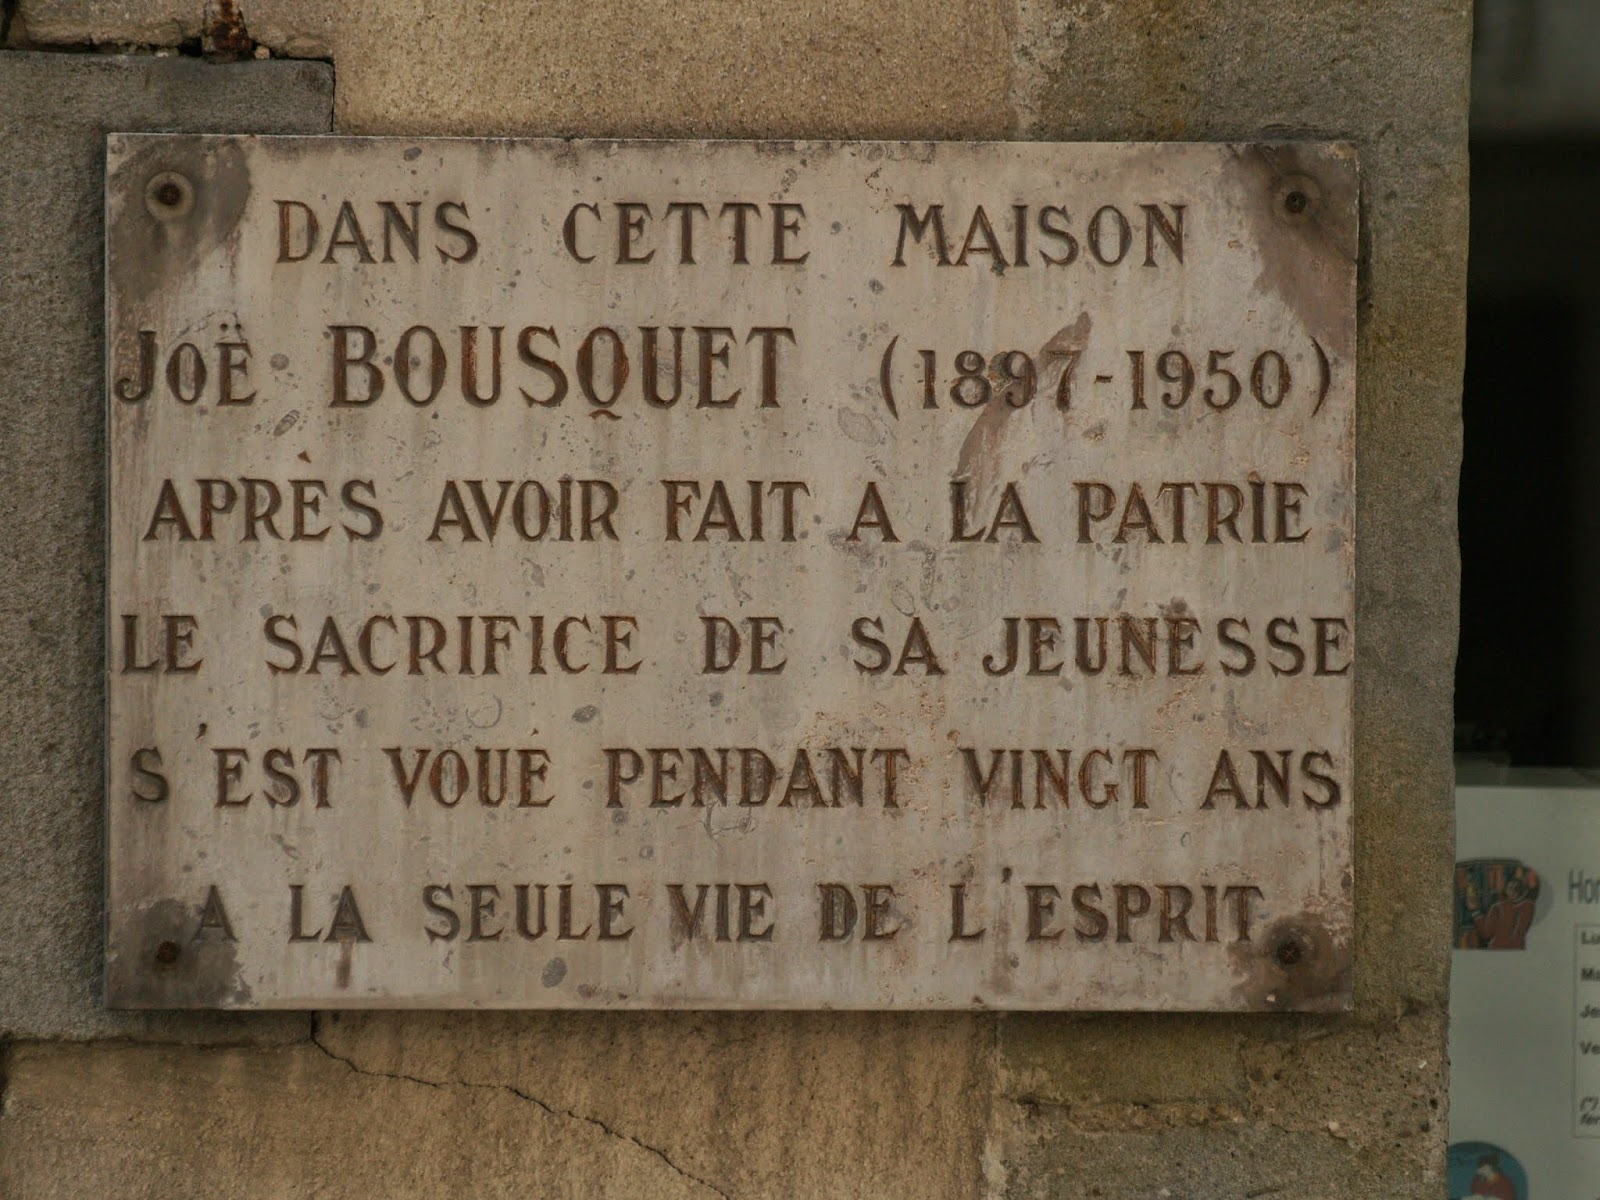 DANS CETTE MAISON
JOË BOUSQUET (1897-1950)
APRÈS AVOIR FAIT A LA PATRIE
LE SACRIFICE DE SA JEUNESSE
S'EST VOUÉ PENDANT VINGT ANS
A LA SEULE VIE DE L'ESPRIT